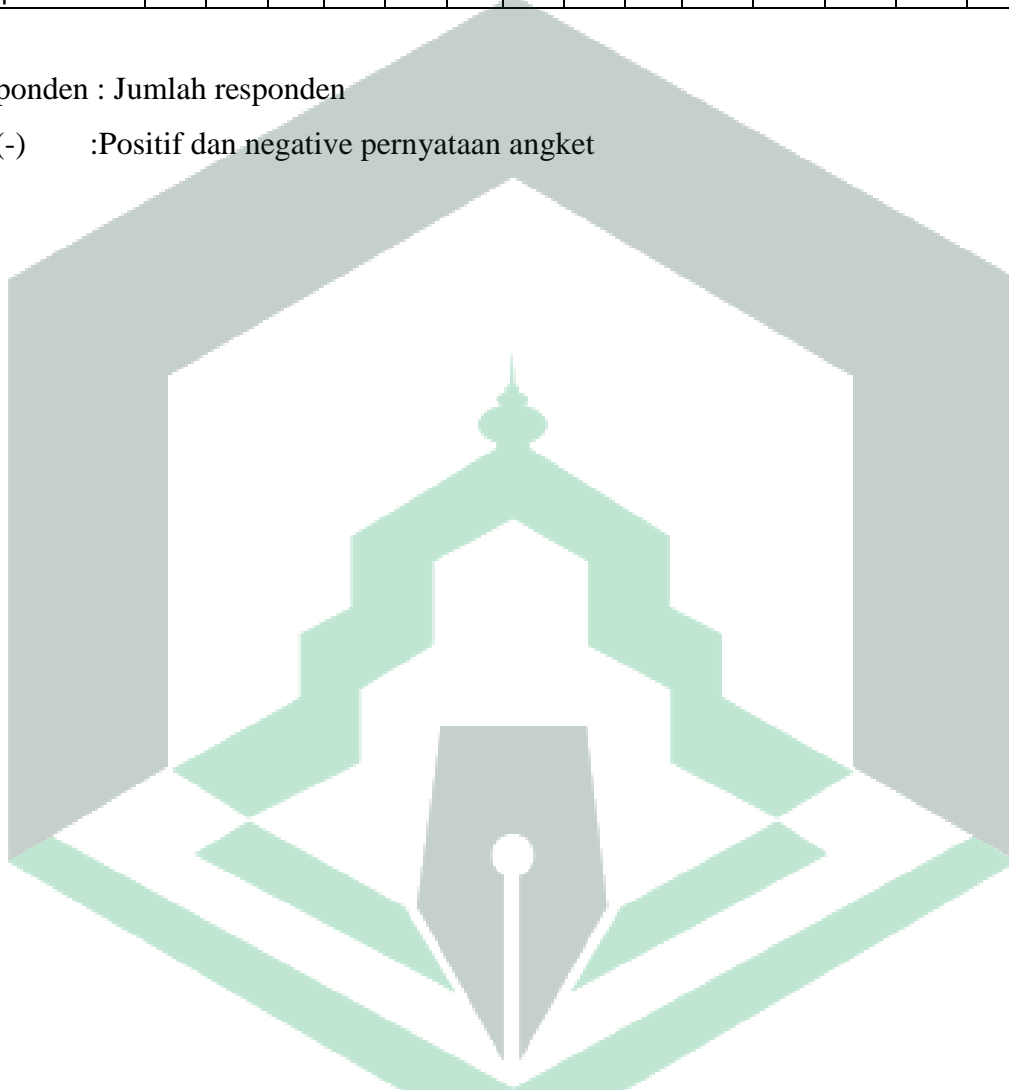 ponden : Jumlah responden
(-) :Positif dan negative pernyataan angket